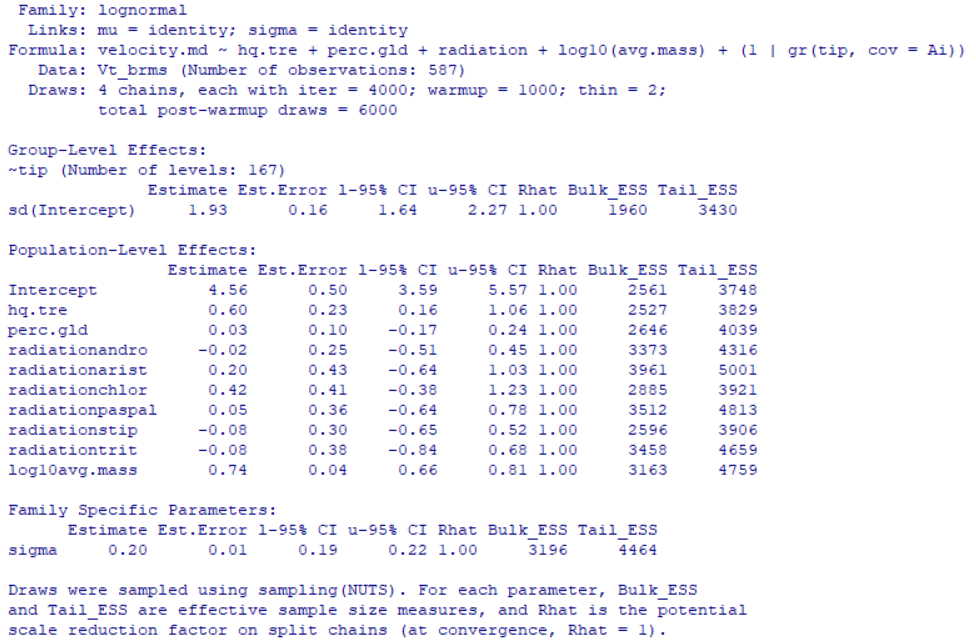 Family: lognormal
Links: mu = identity; sigma = identity
Formula: velocity.md ~ hq.tre + perc.gld + radiation + log10(avg.mass) + (1 | gr(tip, cov = Ai))
Data: Vt_brms (Number of observations: 587)
Draws: 4 chains, each with iter = 4000; warmup = 1000; thin = 2;
total post-warmup draws = 6000

Group-Level Effects:
~tip (Number of levels: 167)
Estimate Est.Error l-95% CI u-95% CI Rhat Bulk_ESS Tail_ESS
sd(Intercept) 1.93 0.16 1.64 2.27 1.00 1960 3430

Population-Level Effects:
Estimate Est.Error l-95% CI u-95% CI Rhat Bulk_ESS Tail_ESS
Intercept 4.56 0.50 3.59 5.57 1.00 2561 3748
hq.tre 0.60 0.23 0.16 1.06 1.00 2527 3829
perc.gld 0.03 0.10 -0.17 0.24 1.00 2646 4039
radiationandro -0.02 0.25 -0.51 0.45 1.00 3373 4316
radiationarist 0.20 0.43 -0.64 1.03 1.00 3961 5001
radiationchlor 0.42 0.41 -0.38 1.23 1.00 2885 3921
radiationpaspal 0.05 0.36 -0.64 0.78 1.00 3512 4813
radiationstip -0.08 0.30 -0.65 0.52 1.00 2596 3906
radiationtrit -0.08 0.38 -0.84 0.68 1.00 3458 4659
log10avg.mass 0.74 0.04 0.66 0.81 1.00 3163 4759

Family Specific Parameters:
Estimate Est.Error l-95% CI u-95% CI Rhat Bulk_ESS Tail_ESS
sigma 0.20 0.01 0.19 0.22 1.00 3196 4464

Draws were sampled using sampling(NUTS). For each parameter, Bulk_ESS
and Tail_ESS are effective sample size measures, and Rhat is the potential
scale reduction factor on split chains (at convergence, Rhat = 1).